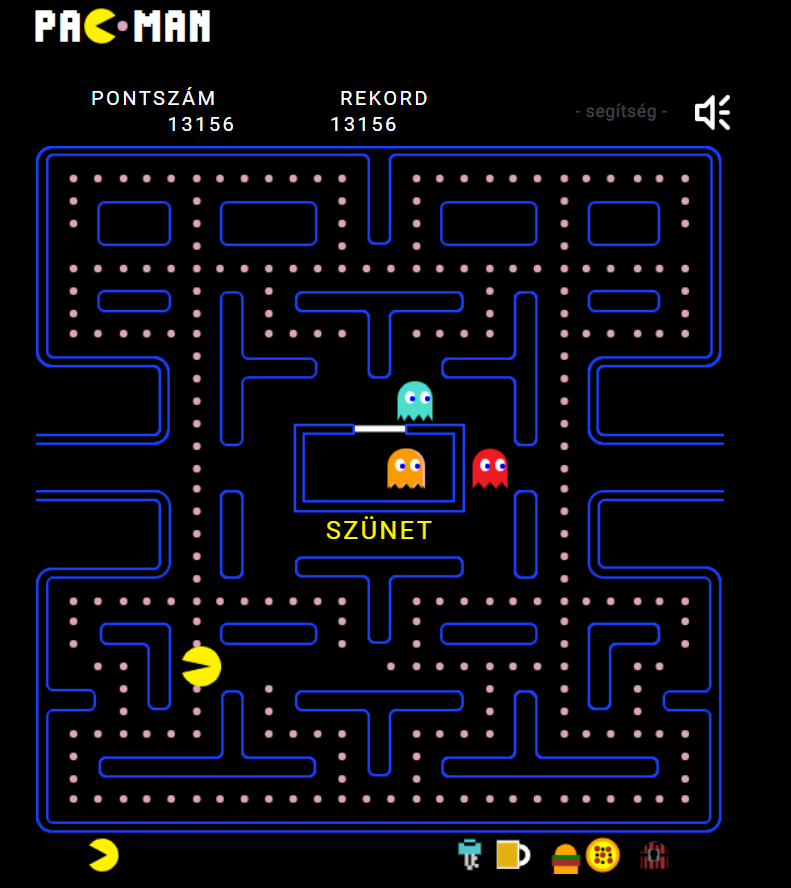 PAC-MAN
PONTSZÁM
REKORD
- segítség -
13156
13156
SZÜNET